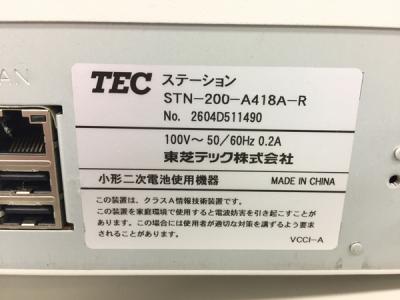 TEC ステーション
STN-200-A418A-R
No. 2604D511490
100V～ 50/60Hz 0.2A
東芝テック株式会社
小形二次電池使用機器 MADE IN CHINA
この装置は、クラスA情報技術装置です。
この装置を家庭環境で使用すると電波妨害を引き起こすことが
あります。この場合には使用者が適切な対策を講ずるよう要求
されることがあります。
VCCI-A